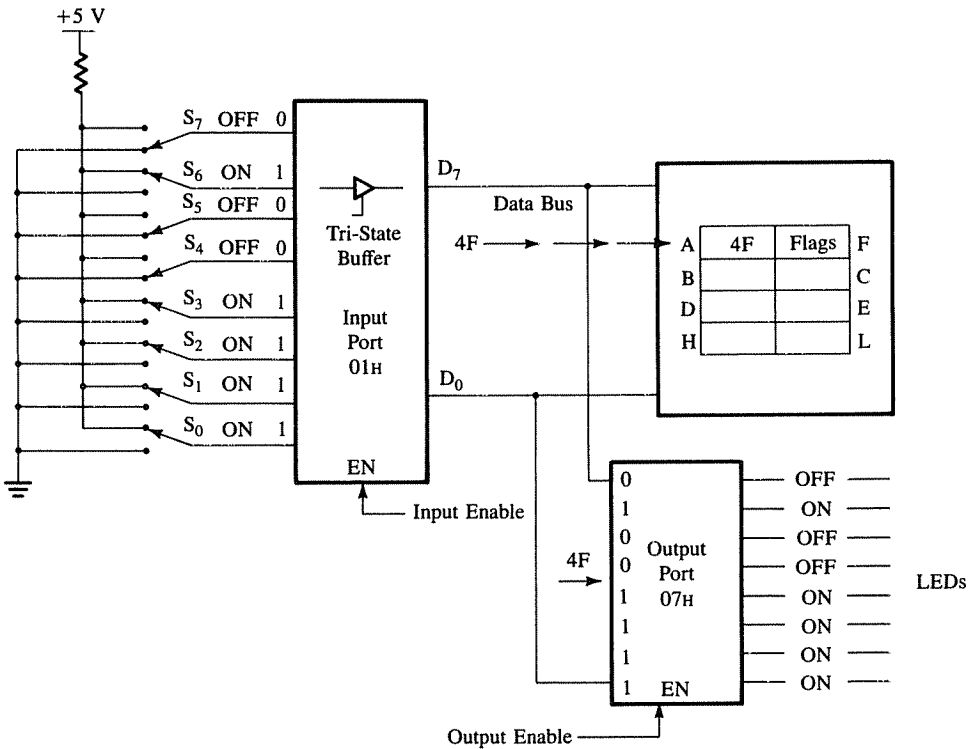 +5 V
S7 OFF 0
S6 ON 1
S5 OFF 0
S4 OFF 0
S3 ON 1
S2 ON 1
S1 ON 1
S0 ON 1
Tri-State
Buffer
Input
Port
01H
EN
Input Enable
D7
Data Bus
4F
D0
A 4F Flags F
B C
D E
H L
0 OFF
1 ON
0 OFF
0 OFF
1 ON
1 ON
1 ON
1 ON
4F
Output
Port
07H
EN
LEDs
Output Enable